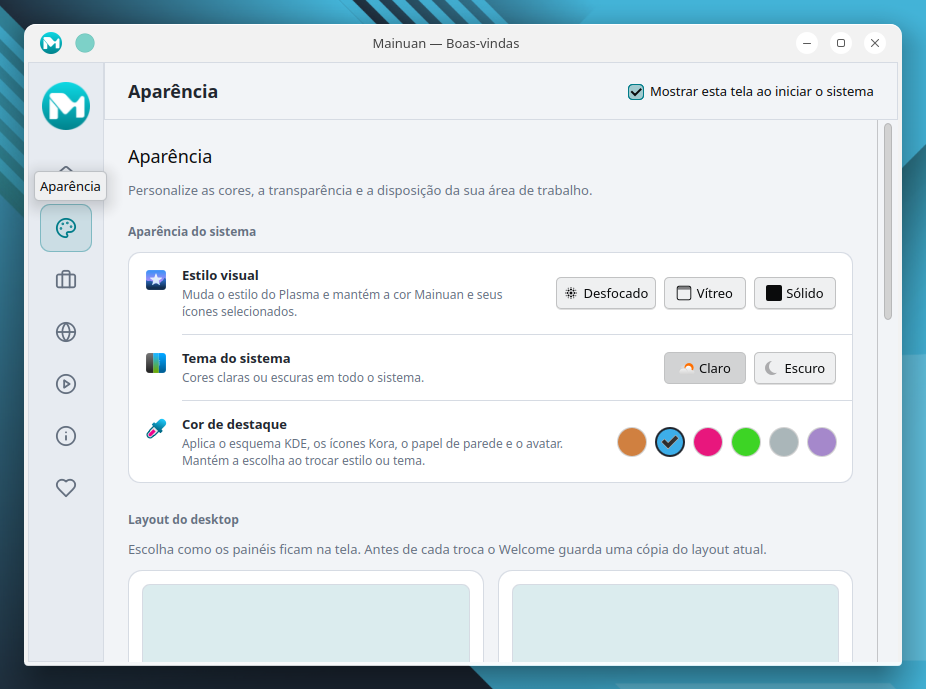 Mainuan — Boas-vindas
Aparência
Mostrar esta tela ao iniciar o sistema
Aparência
Aparência
Personalize as cores, a transparência e a disposição da sua área de trabalho.
Aparência do sistema
Estilo visual
Muda o estilo do Plasma e mantém a cor Mainuan e seus
ícones selecionados.
Desfocado
Vítreo
Sólido
Tema do sistema
Cores claras ou escuras em todo o sistema.
Claro
Escuro
Cor de destaque
Aplica o esquema KDE, os ícones Kora, o papel de parede e o avatar.
Mantém a escolha ao trocar estilo ou tema.
Layout do desktop
Escolha como os painéis ficam na tela. Antes de cada troca o Welcome guarda uma cópia do layout atual.